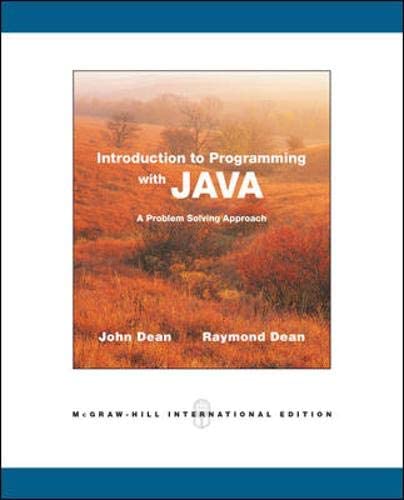 Introduction to Programming
with JAVA
A Problem Solving Approach
John Dean Raymond Dean
McGRAW-HILL INTERNATIONAL EDITION